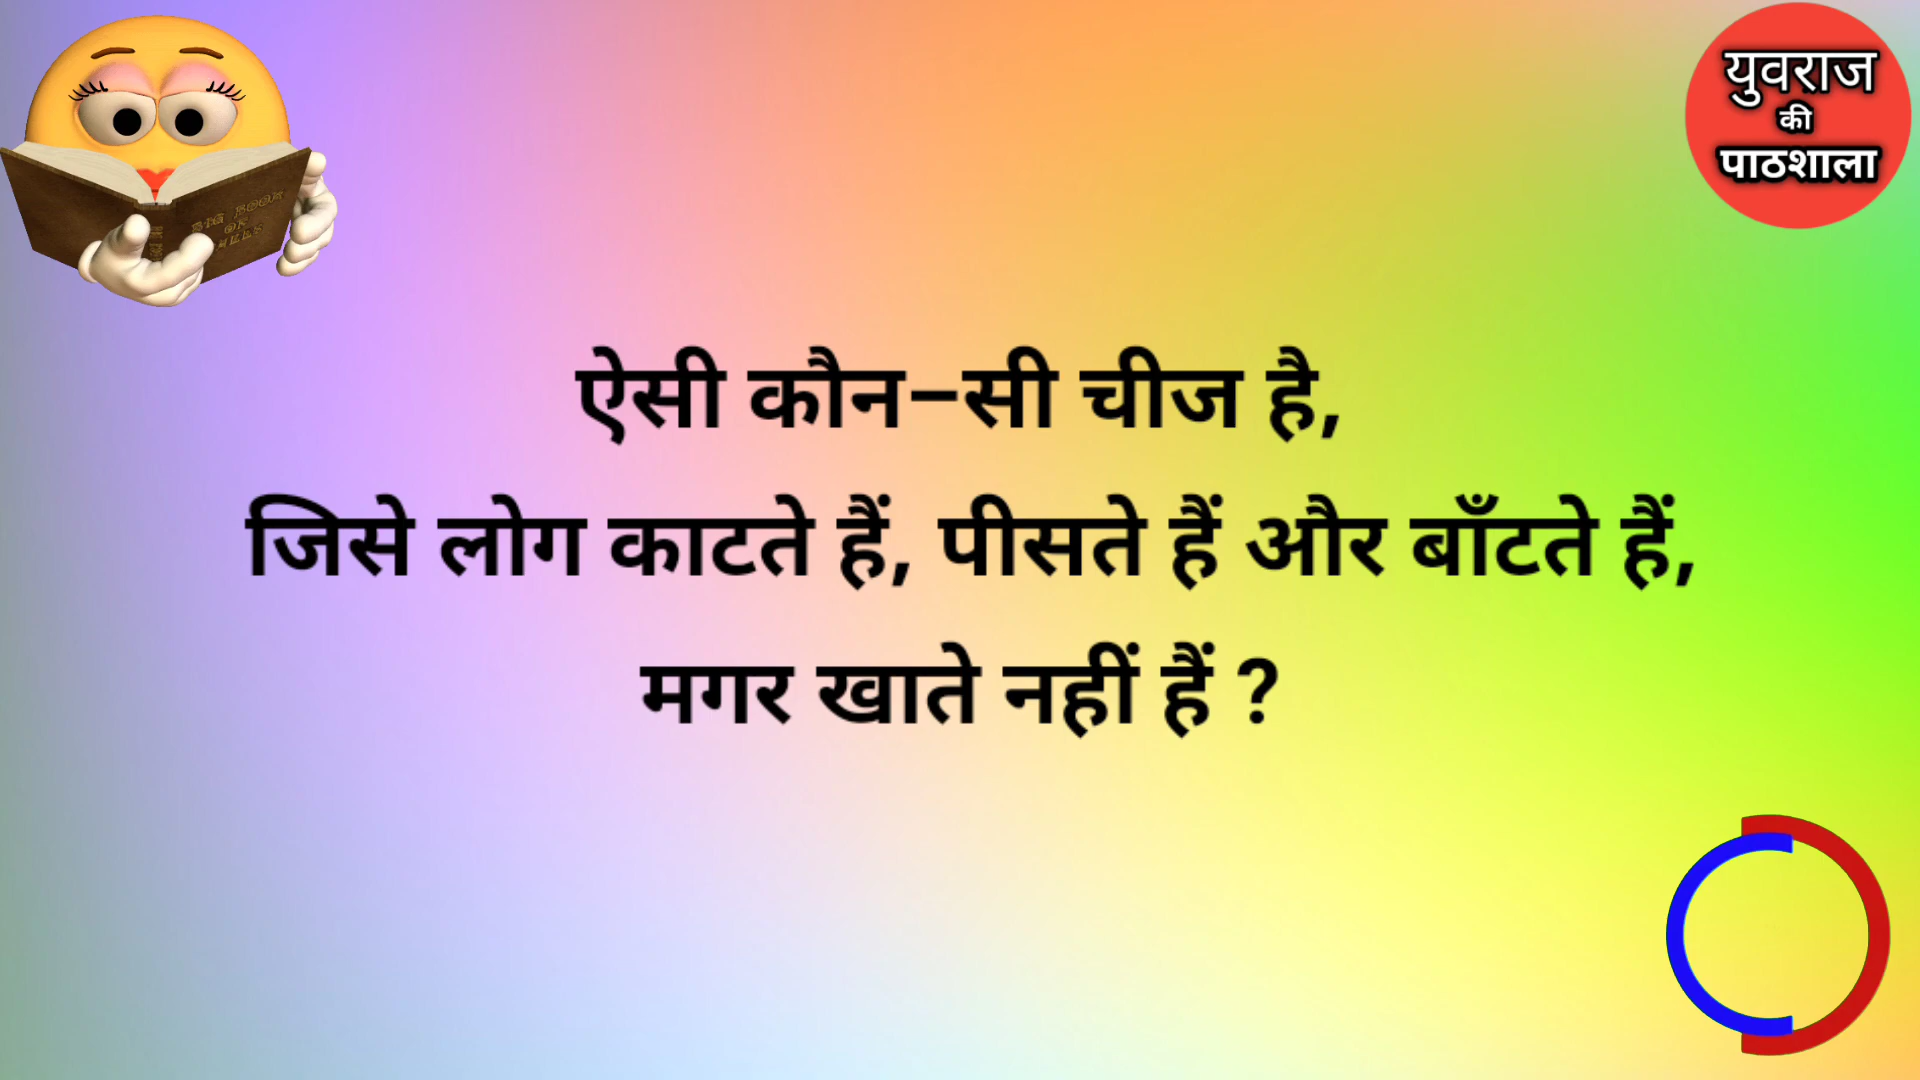 युवराज
की
पाठशाला
ऐसी कौन–सी चीज है,
जिसे लोग काटते हैं, पीसते हैं और बाँटते हैं,
मगर खाते नहीं हैं ?